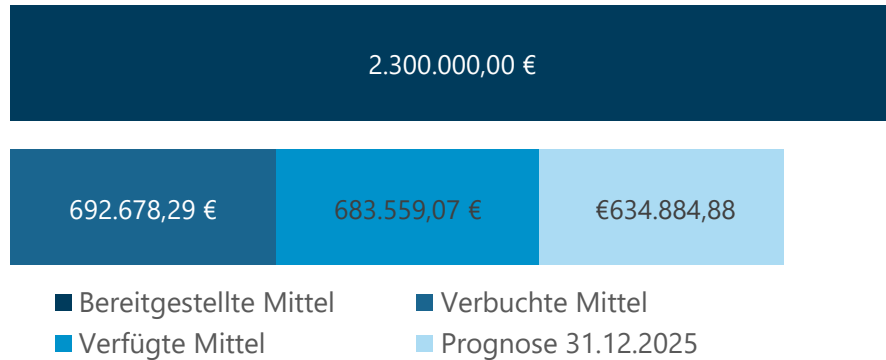 2.300.000,00 €
692.678,29 € 683.559,07 € €634.884,88
Bereitgestellte Mittel Verbuchte Mittel
Verfügte Mittel Prognose 31.12.2025